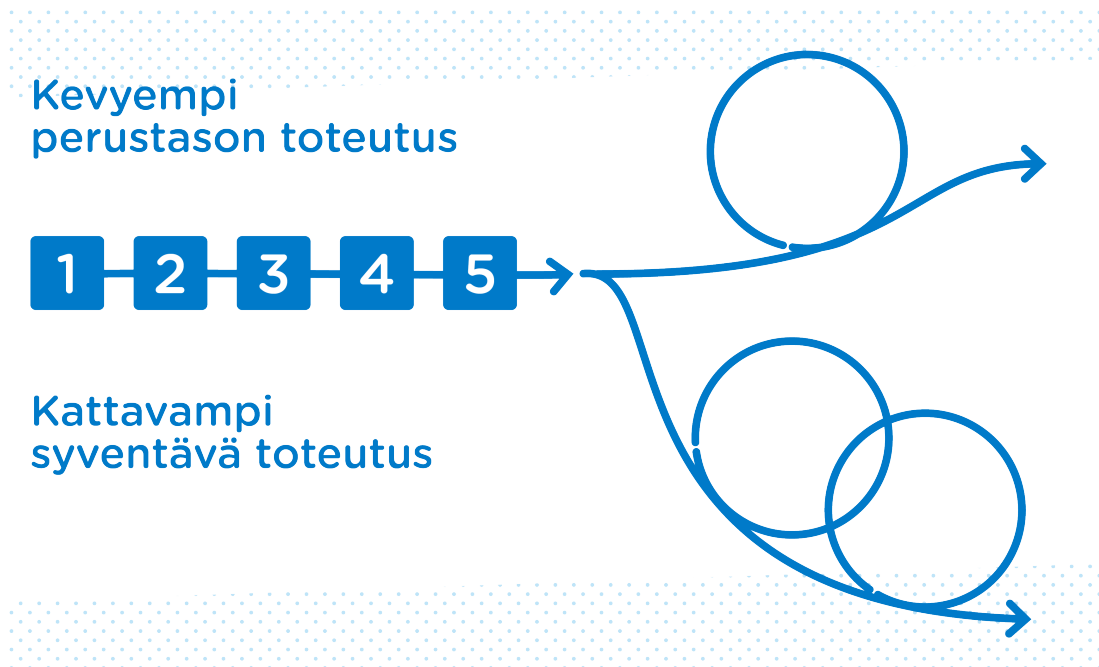 Kevyempi
perustason toteutus
1 2 3 4 5
Kattavampi
syventävä toteutus